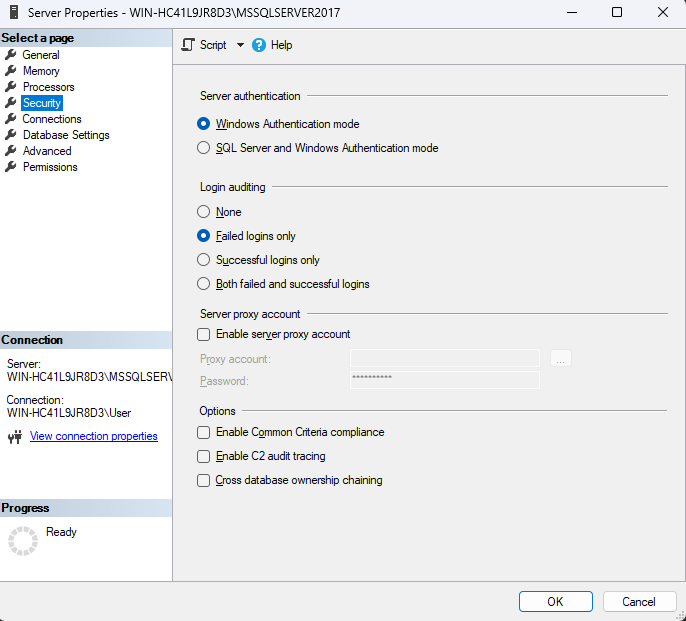 Server Properties - WIN-HC41L9JR8D3\MSSQLSERVER2017
Select a page
General
Memory
Processors
Security
Connections
Database Settings
Advanced
Permissions
Connection
Server:
WIN-HC41L9JR8D3\MSSQLSERV
Connection:
WIN-HC41L9JR8D3\User
View connection properties
Progress
Ready
Script
Help
Server authentication
Windows Authentication mode
SQL Server and Windows Authentication mode
Login auditing
None
Failed logins only
Successful logins only
Both failed and successful logins
Server proxy account
Enable server proxy account
Proxy account:
...
Password: **********
Options
Enable Common Criteria compliance
Enable C2 audit tracing
Cross database ownership chaining
OK Cancel